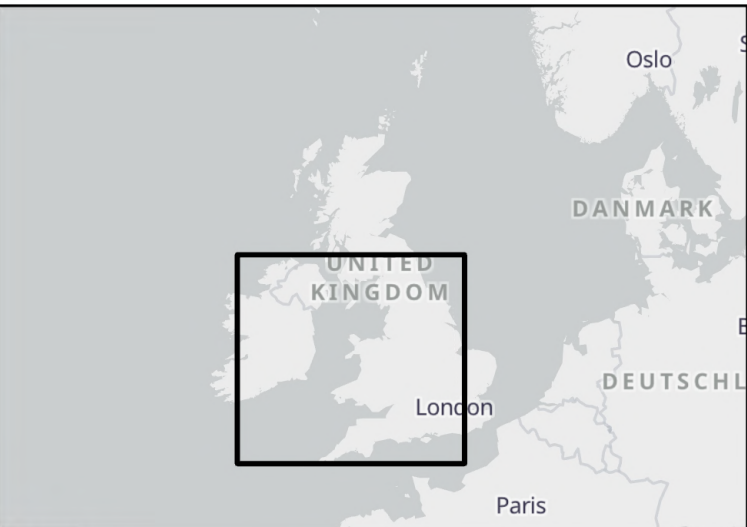 Oslo
DANMARK
UNITED
KINGDOM
DEUTSCHL
London
Paris